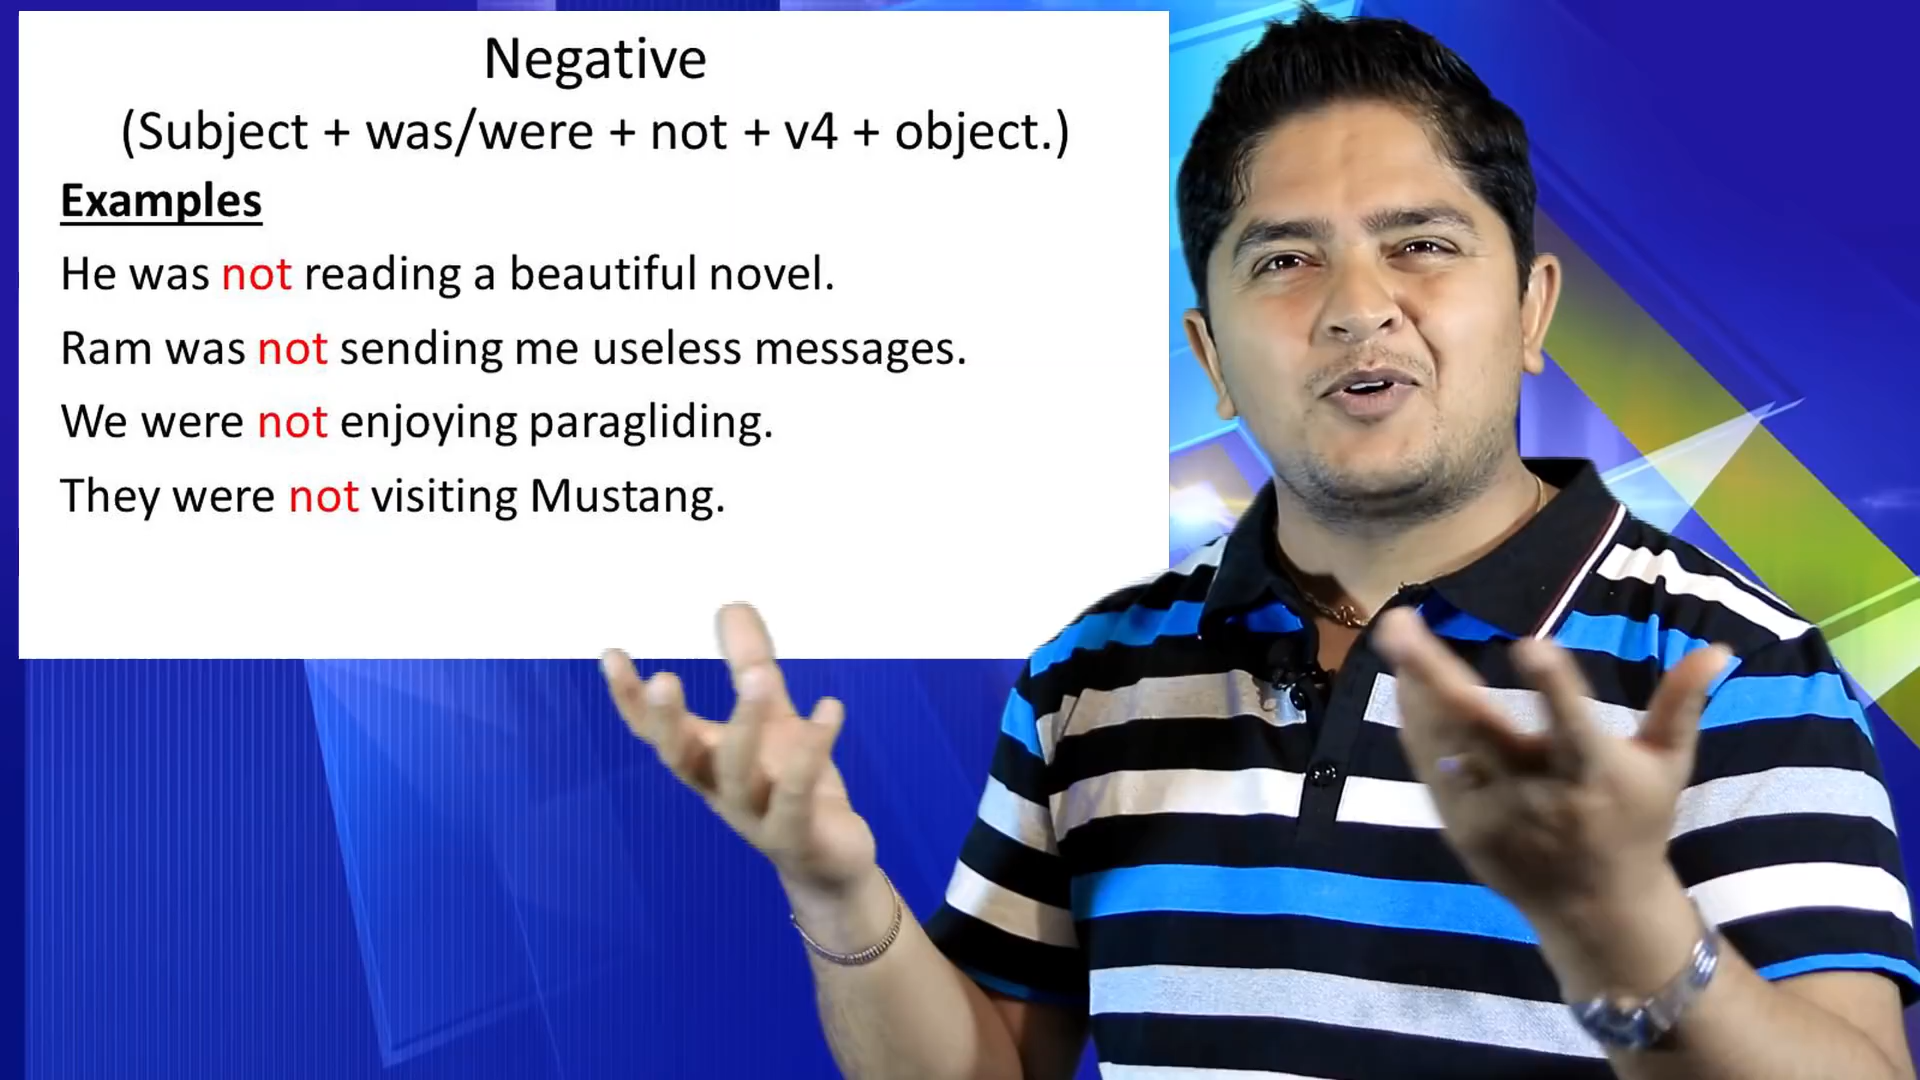 Negative
(Subject + was/were + not + v4 + object.)
Examples
He was not reading a beautiful novel.
Ram was not sending me useless messages.
We were not enjoying paragliding.
They were not visiting Mustang.